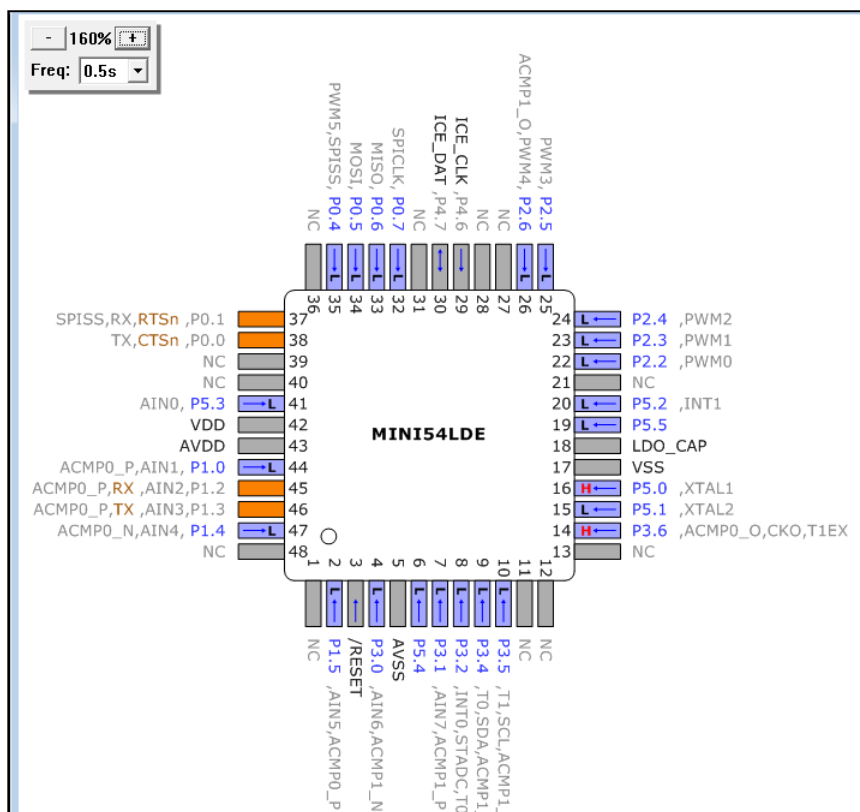 - 160% +
Freq: 0.5s
PWM5,SPISS, P0.4
MOSI, P0.5
MISO, P0.6
SPICLK, P0.7
ICE_DAT ,P4.7
ICE_CLK ,P4.6
ACMP1_O,PWM4, P2.6
PWM3, P2.5
NC
NC
NC
NC
L
L
L
L
L
L
36
35
34
33
32
31
30
29
28
27
26
25
SPISS,RX,RTSn ,P0.1 37
TX,CTSn ,P0.0 38
NC 39
NC 40
AIN0, P5.3 L 41
VDD 42
AVDD 43
ACMP0_P,AIN1, P1.0 L 44
ACMP0_P,RX ,AIN2,P1.2 45
ACMP0_P,TX ,AIN3,P1.3 46
ACMP0_N,AIN4, P1.4 L 47
NC 48
MINI54LDE
24 L P2.4 ,PWM2
23 L P2.3 ,PWM1
22 L P2.2 ,PWM0
21 NC
20 L P5.2 ,INT1
19 L P5.5
18 LDO_CAP
17 VSS
16 H P5.0 ,XTAL1
15 L P5.1 ,XTAL2
14 H P3.6 ,ACMP0_O,CKO,T1EX
13 NC
1
2
3
4
5
6
7
8
9
10
11
12
L
L
L
L
L
L
L
NC
P1.5 ,AIN5,ACMP0_P
/RESET
P3.0 ,AIN6,ACMP1_N
AVSS
P5.4
P3.1 ,AIN7,ACMP1_P
P3.2 ,INT0,STADC,T0
P3.4 ,T0,SDA,ACMP1_
P3.5 ,T1,SCL,ACMP1_
NC
NC